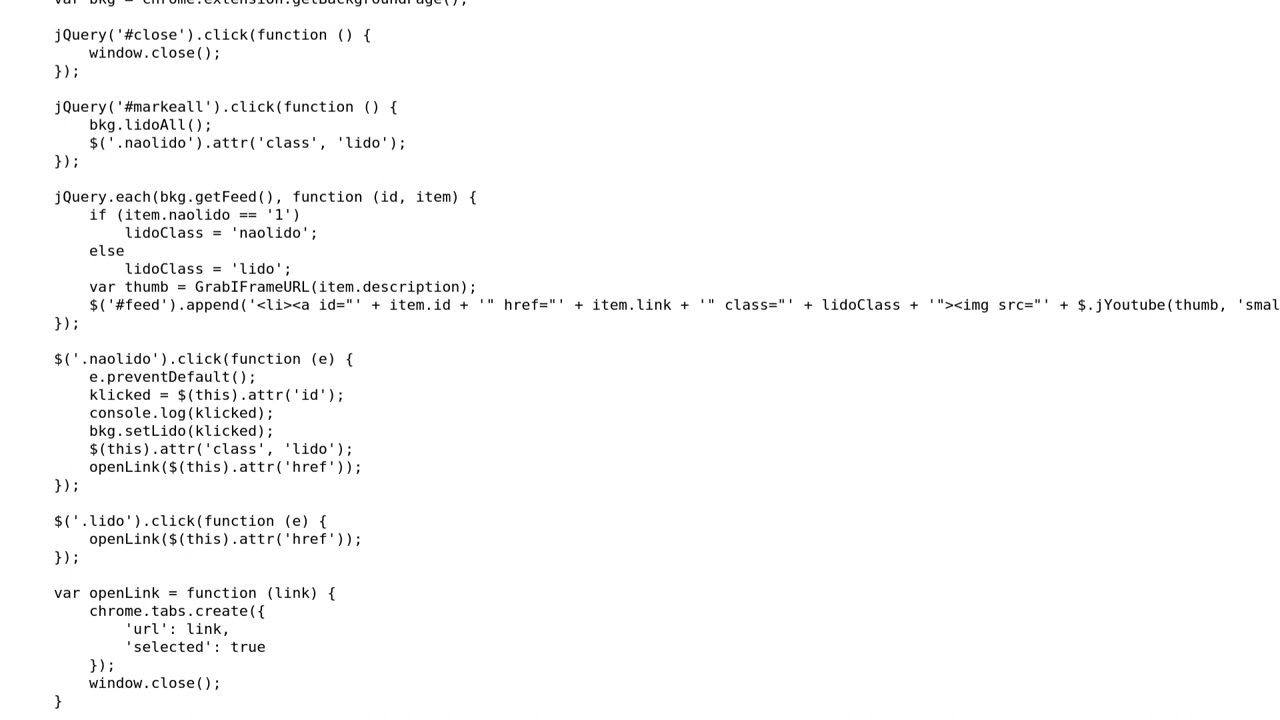 var bkg = chrome.extension.getBackgroundPage();

jQuery('#close').click(function () {
    window.close();
});

jQuery('#markeall').click(function () {
    bkg.lidoAll();
    $('.naolido').attr('class', 'lido');
});

jQuery.each(bkg.getFeed(), function (id, item) {
    if (item.naolido == '1')
        lidoClass = 'naolido';
    else
        lidoClass = 'lido';
    var thumb = GrabIFrameURL(item.description);
    $('#feed').append('<li><a id="' + item.id + '" href="' + item.link + '" class="' + lidoClass + '"><img src="' + $.jYoutube(thumb, 'smal
});

$('.naolido').click(function (e) {
    e.preventDefault();
    klicked = $(this).attr('id');
    console.log(klicked);
    bkg.setLido(klicked);
    $(this).attr('class', 'lido');
    openLink($(this).attr('href'));
});

$('.lido').click(function (e) {
    openLink($(this).attr('href'));
});

var openLink = function (link) {
    chrome.tabs.create({
        'url': link,
        'selected': true
    });
    window.close();
}